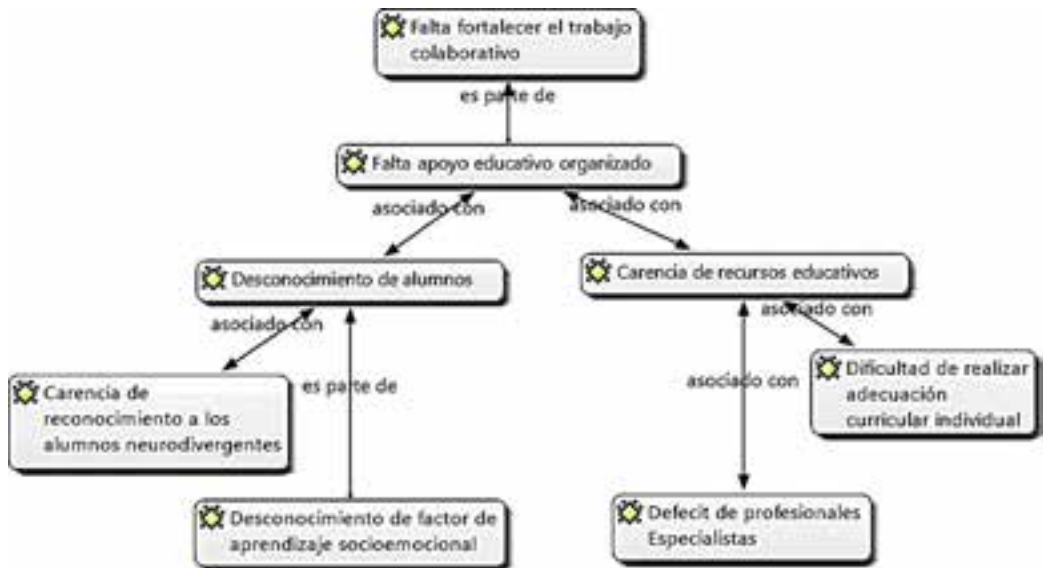 Falta fortalecer el trabajo
colaborativo
es parte de
Falta apoyo educativo organizado
asociado con
asociado con
Desconocimiento de alumnos
Carencia de recursos educativos
asociado con
asociado con
Carencia de
reconocimiento a los
alumnos neurodivergentes
es parte de
asociado con
Dificultad de realizar
adecuación
curricular individual
Desconocimiento de factor de
aprendizaje socioemocional
Defecit de profesionales
Especialistas